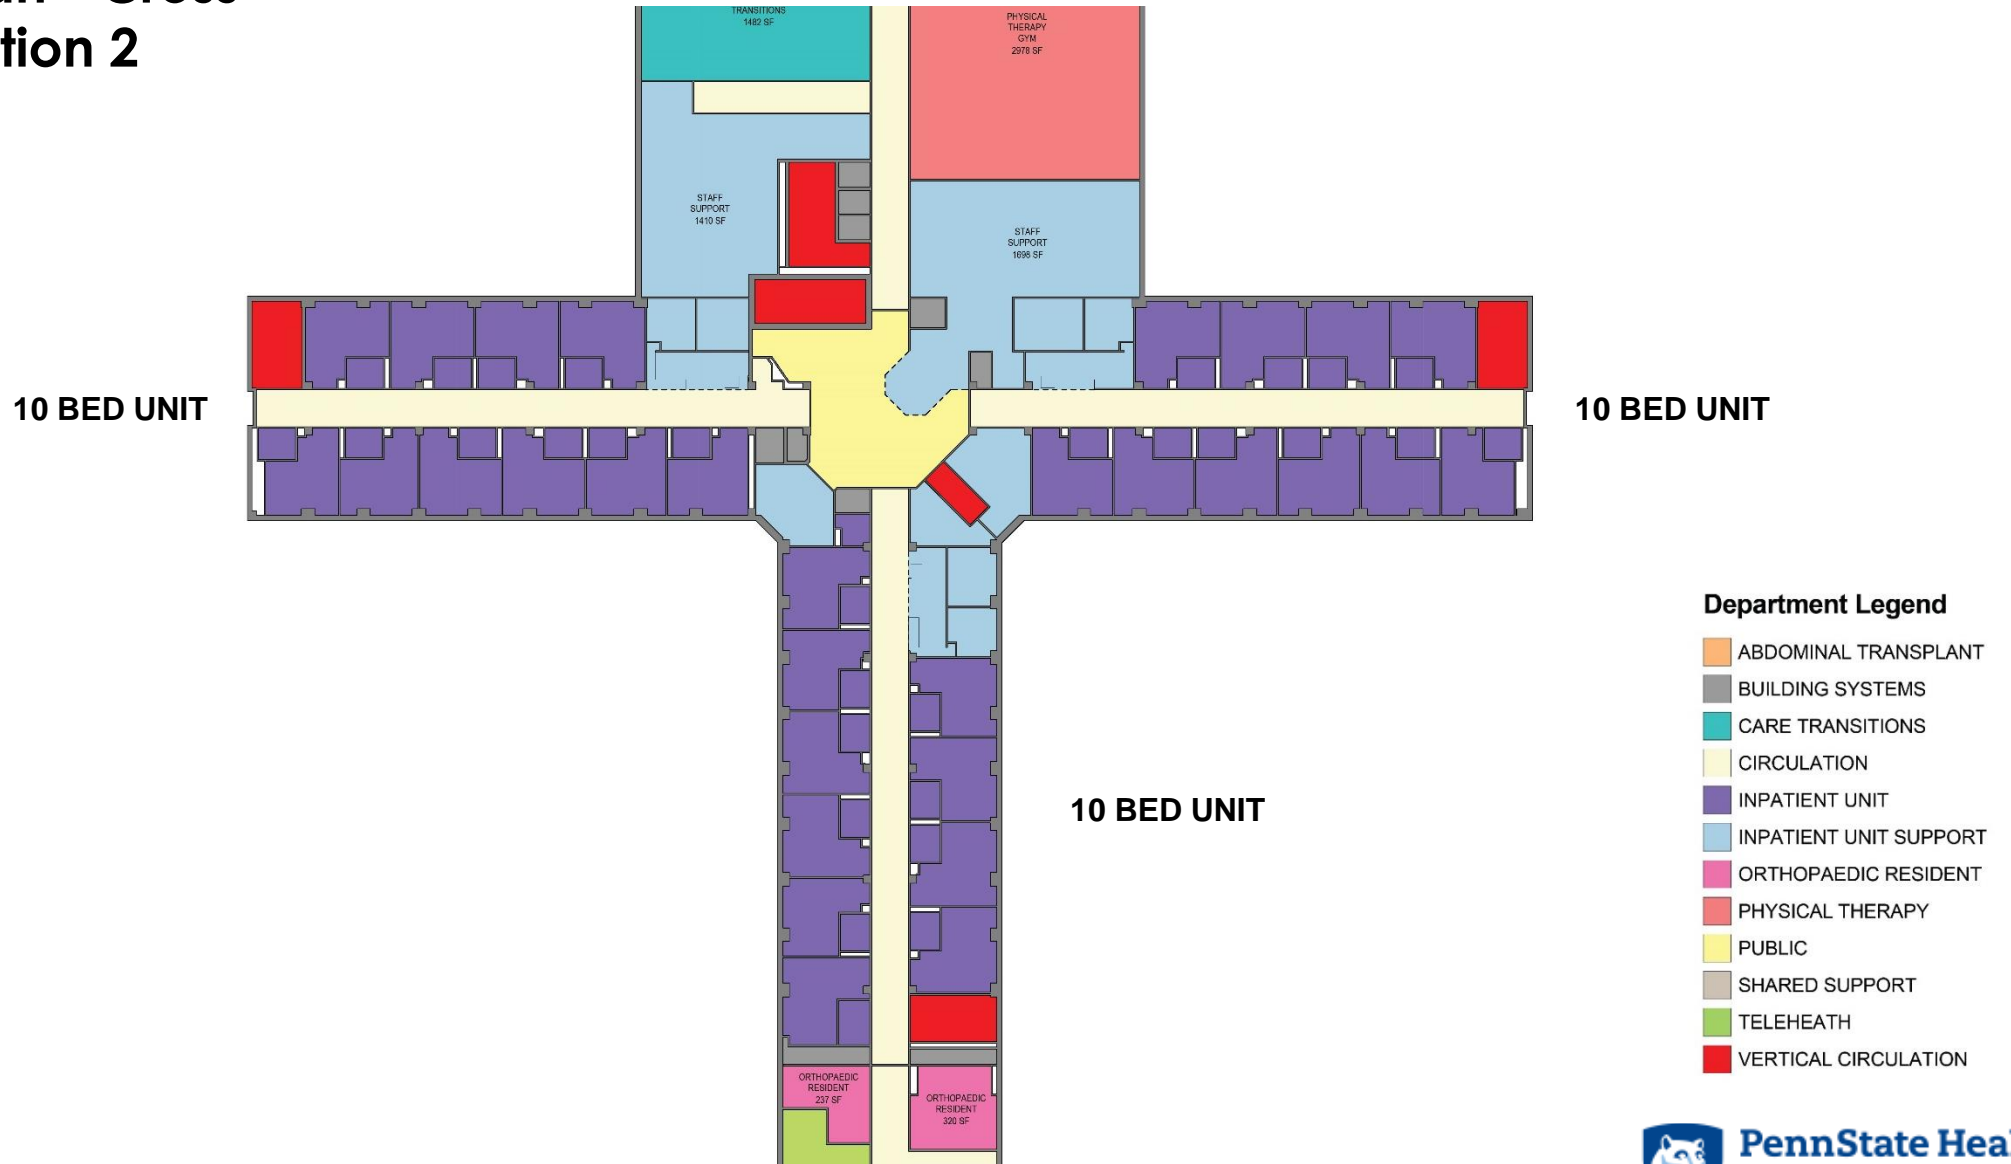 tion 2
TRANSITIONS
1482 SF
PHYSICAL
THERAPY
GYM
2978 SF
STAFF
SUPPORT
1410 SF
STAFF
SUPPORT
1696 SF
10 BED UNIT
10 BED UNIT
10 BED UNIT
Department Legend
ABDOMINAL TRANSPLANT
BUILDING SYSTEMS
CARE TRANSITIONS
CIRCULATION
INPATIENT UNIT
INPATIENT UNIT SUPPORT
ORTHOPAEDIC RESIDENT
PHYSICAL THERAPY
PUBLIC
SHARED SUPPORT
TELEHEATH
VERTICAL CIRCULATION
ORTHOPAEDIC
RESIDENT
237 SF
ORTHOPAEDIC
RESIDENT
320 SF
PennState Heal